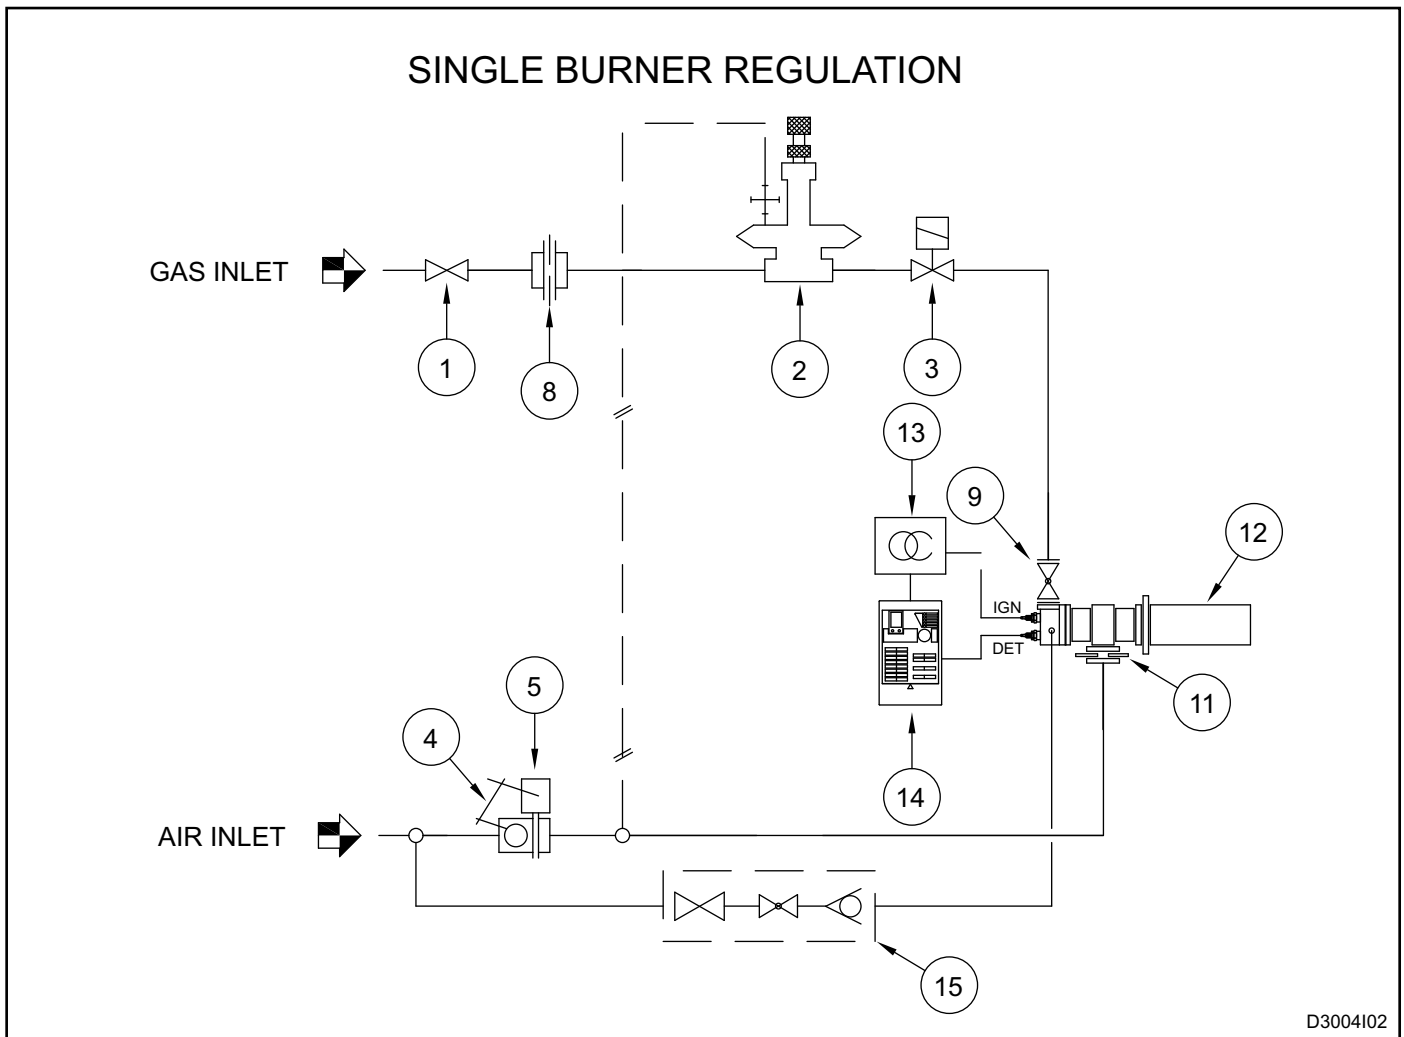 SINGLE BURNER REGULATION
GAS INLET
1
8
2
3
13
9
12
IGN
DET
11
5
4
14
AIR INLET
15
D3004I02